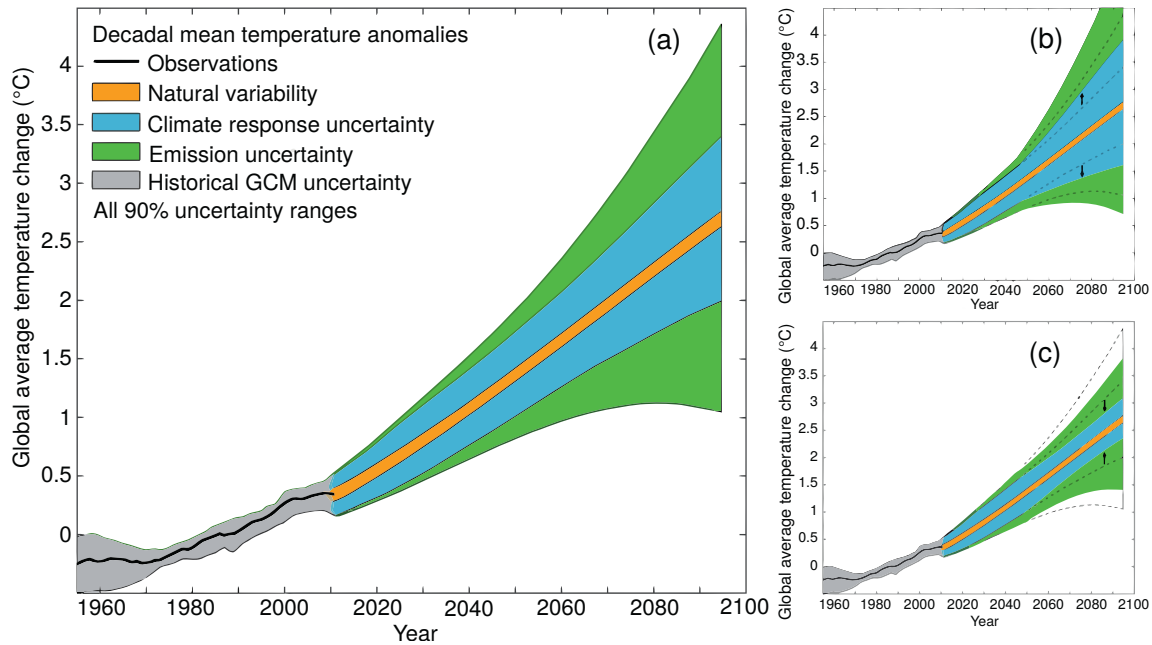 Decadal mean temperature anomalies
Observations
Natural variability
Climate response uncertainty
Emission uncertainty
Historical GCM uncertainty
All 90% uncertainty ranges
(a)
Global average temperature change (°C)
4
3.5
3
2.5
2
1.5
1
0.5
0
1960 1980 2000 2020 2040 2060 2080 2100
Year
(b)
Global average temperature change (°C)
4.5
4
3.5
3
2.5
2
1.5
1
0.5
0
1960 1980 2000 2020 2040 2060 2080 2100
Year
(c)
Global average temperature change (°C)
4
3.5
3
2.5
2
1.5
1
0.5
0
1960 1980 2000 2020 2040 2060 2080 2100
Year